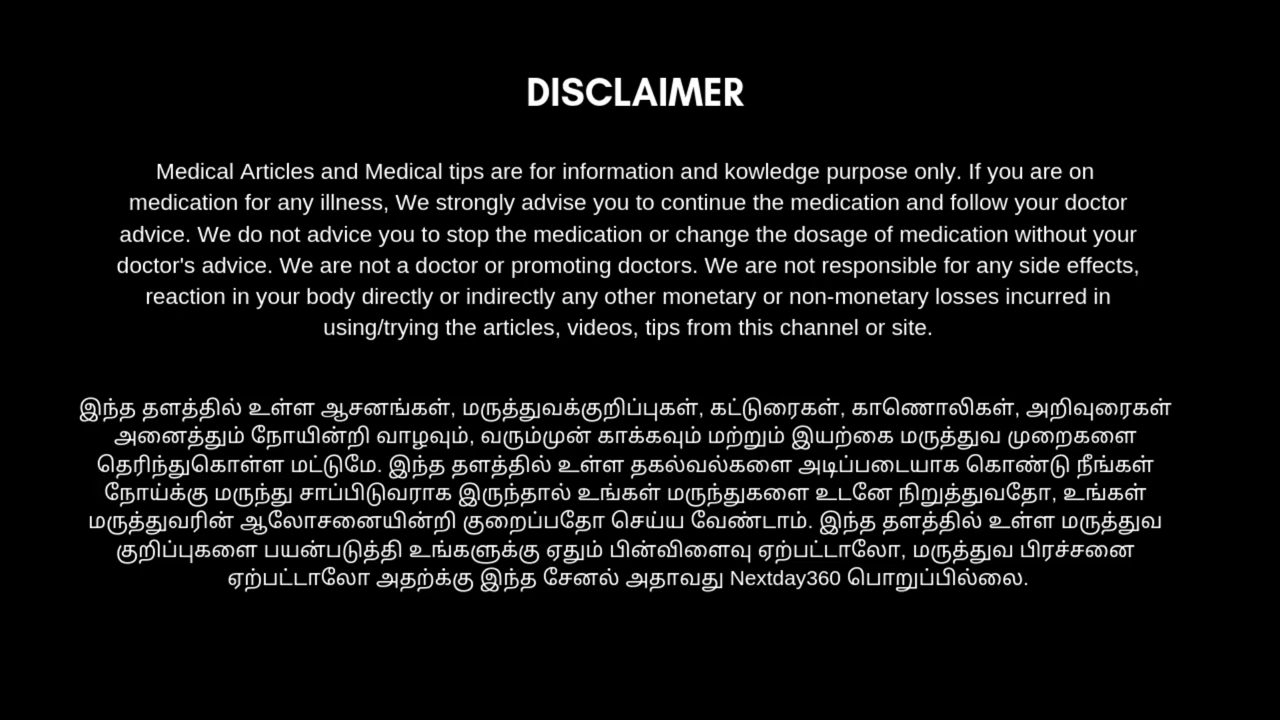 DISCLAIMER
Medical Articles and Medical tips are for information and kowledge purpose only. If you are on
medication for any illness, We strongly advise you to continue the medication and follow your doctor
advice. We do not advice you to stop the medication or change the dosage of medication without your
doctor's advice. We are not a doctor or promoting doctors. We are not responsible for any side effects,
reaction in your body directly or indirectly any other monetary or non-monetary losses incurred in
using/trying the articles, videos, tips from this channel or site.
இந்த தளத்தில் உள்ள ஆசனங்கள், மருத்துவக்குறிப்புகள், கட்டுரைகள், காணொலிகள், அறிவுரைகள்
அனைத்தும் நோயின்றி வாழவும், வரும்முன் காக்கவும் மற்றும் இயற்கை மருத்துவ முறைகளை
தெரிந்துகொள்ள மட்டுமே. இந்த தளத்தில் உள்ள தகல்வல்களை அடிப்படையாக கொண்டு நீங்கள்
நோய்க்கு மருந்து சாப்பிடுவராக இருந்தால் உங்கள் மருந்துகளை உடனே நிறுத்துவதோ, உங்கள்
மருத்துவரின் ஆலோசனையின்றி குறைப்பதோ செய்ய வேண்டாம். இந்த தளத்தில் உள்ள மருத்துவ
குறிப்புகளை பயன்படுத்தி உங்களுக்கு ஏதும் பின்விளைவு ஏற்பட்டாலோ, மருத்துவ பிரச்சனை
ஏற்பட்டாலோ அதற்க்கு இந்த சேனல் அதாவது Nextday360 பொறுப்பில்லை.